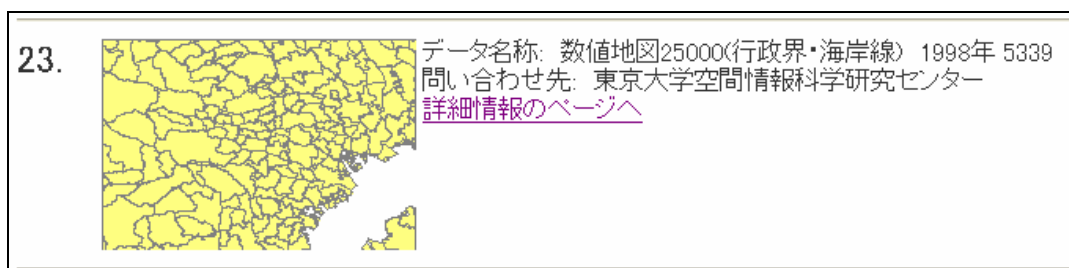 23.
データ名称: 数値地図25000(行政界・海岸線) 1998年 5339
問い合わせ先: 東京大学空間情報科学研究センター
詳細情報のページへ